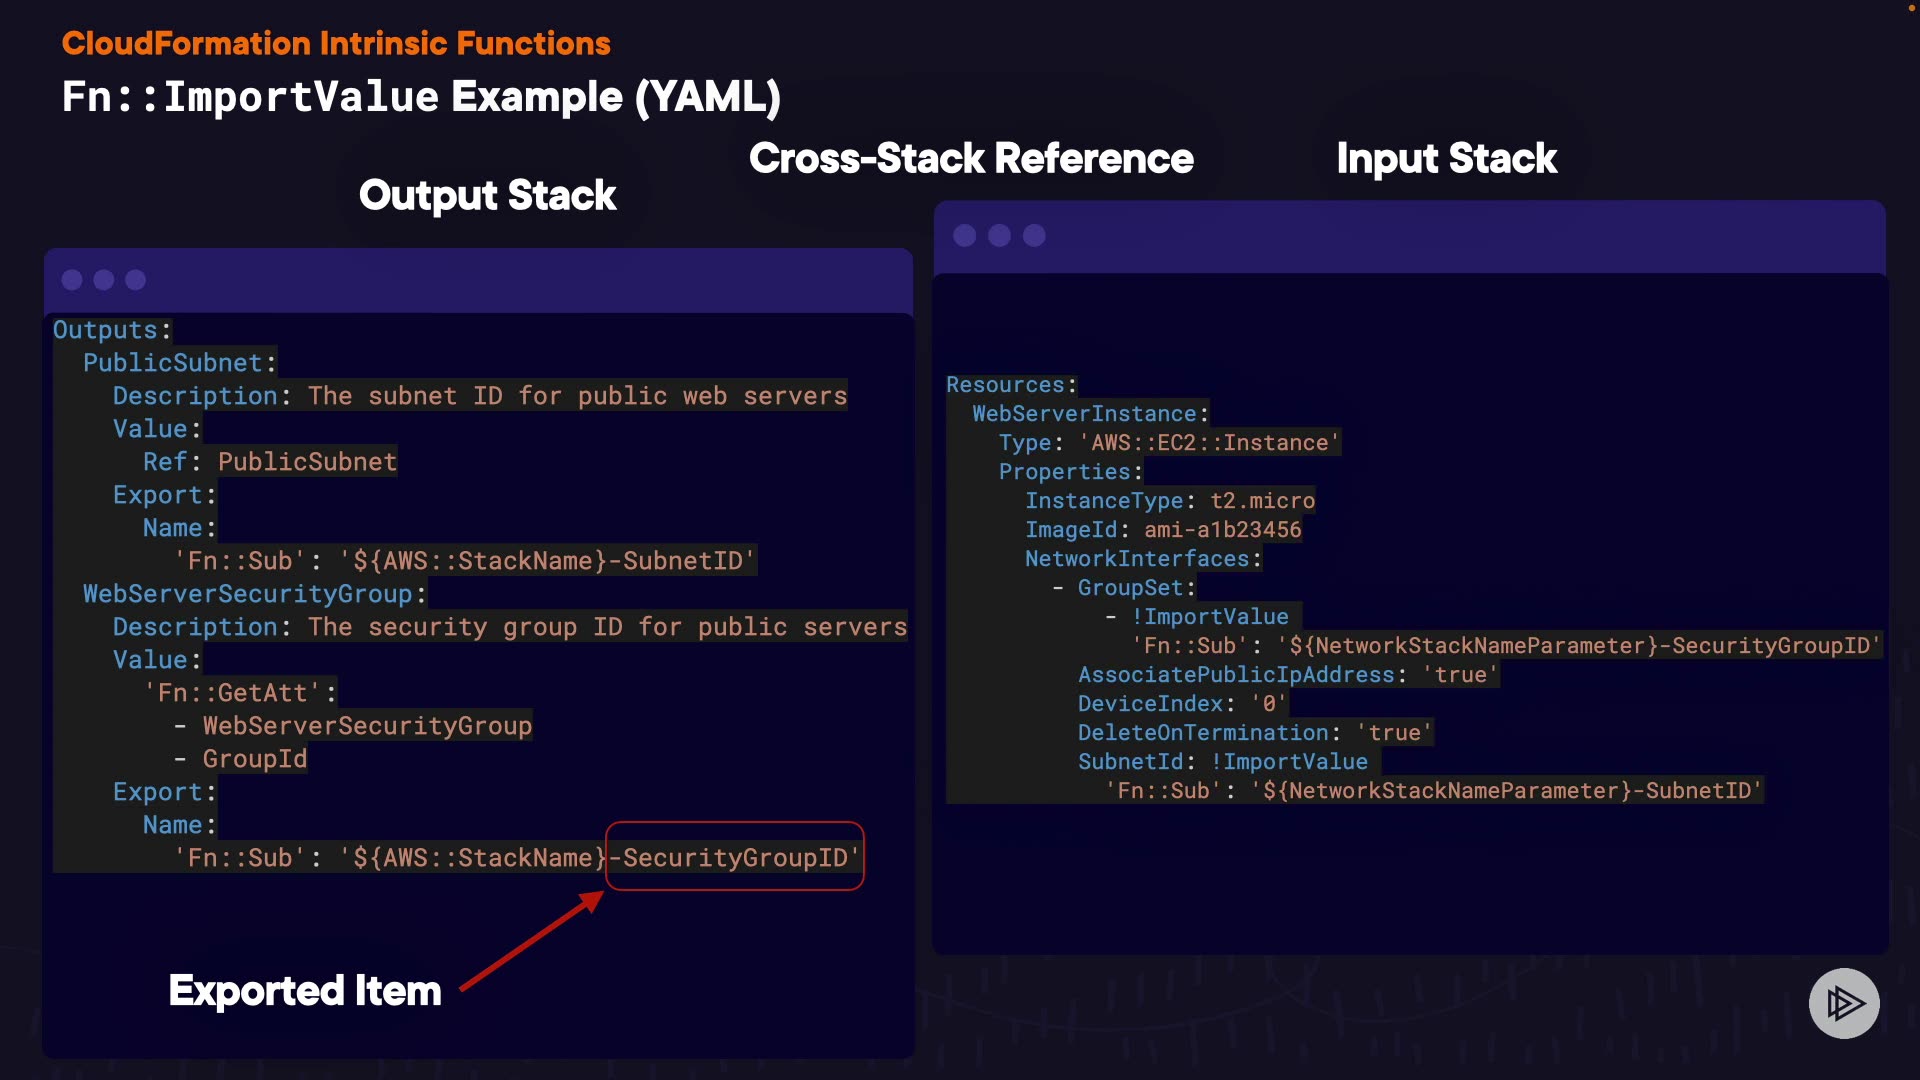 CloudFormation Intrinsic Functions
Fn::ImportValue Example (YAML)
Cross-Stack Reference
Output Stack
Outputs:
  PublicSubnet:
    Description: The subnet ID for public web servers
    Value:
      Ref: PublicSubnet
    Export:
      Name:
        'Fn::Sub': '${AWS::StackName}-SubnetID'
  WebServerSecurityGroup:
    Description: The security group ID for public servers
    Value:
      'Fn::GetAtt':
        - WebServerSecurityGroup
        - GroupId
    Export:
      Name:
        'Fn::Sub': '${AWS::StackName}-SecurityGroupID'
Exported Item
Input Stack
Resources:
  WebServerInstance:
    Type: 'AWS::EC2::Instance'
    Properties:
      InstanceType: t2.micro
      ImageId: ami-a1b23456
      NetworkInterfaces:
        - GroupSet:
            - !ImportValue
              'Fn::Sub': '${NetworkStackNameParameter}-SecurityGroupID'
          AssociatePublicIpAddress: 'true'
          DeviceIndex: '0'
          DeleteOnTermination: 'true'
          SubnetId: !ImportValue
            'Fn::Sub': '${NetworkStackNameParameter}-SubnetID'